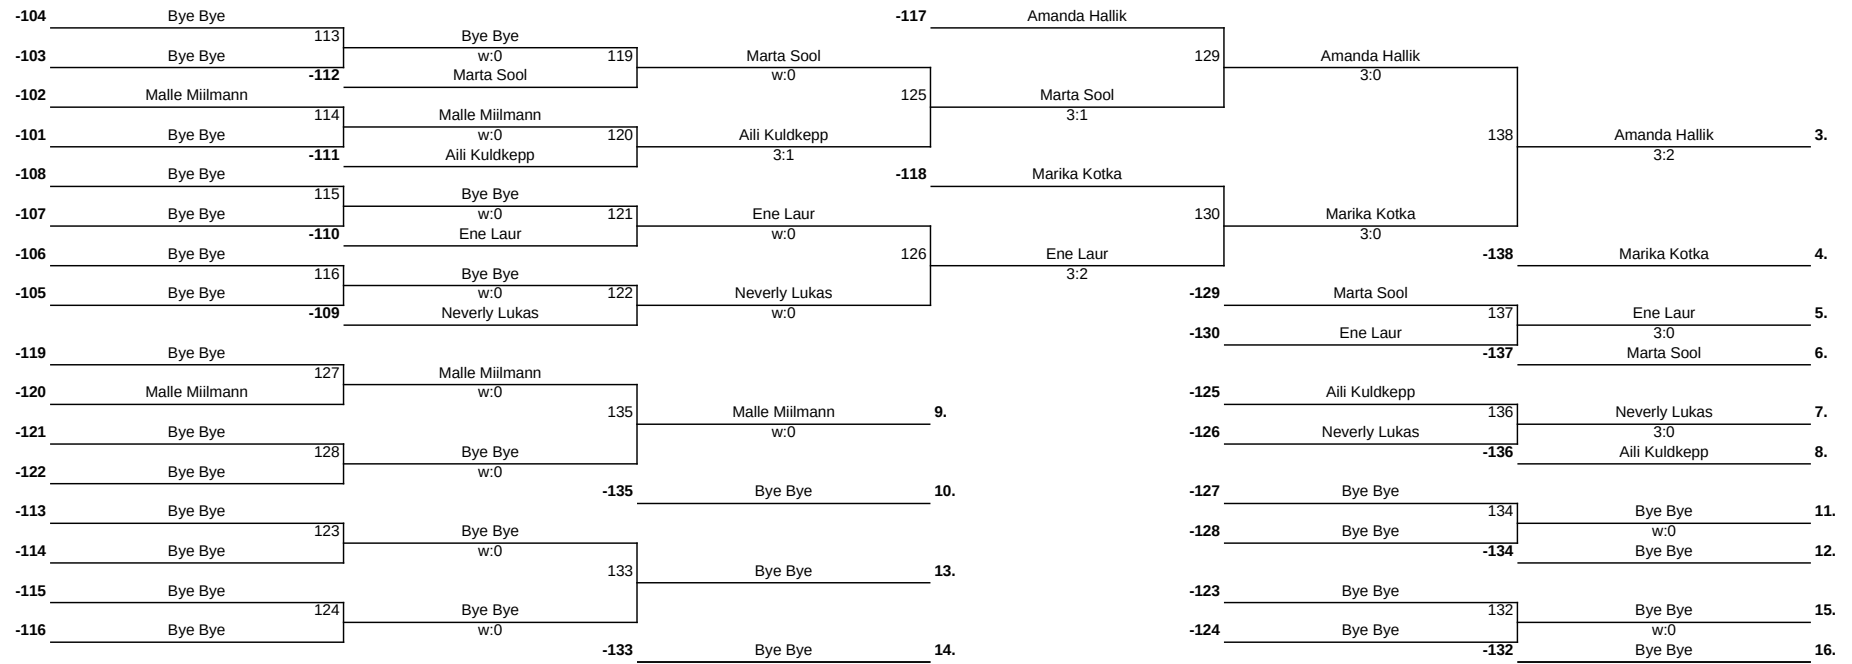 -104 Bye Bye -117 Amanda Hallik
113 Bye Bye
-103 Bye Bye w:0 119 Marta Sool 129 Amanda Hallik
-112 Marta Sool w:0 3:0
-102 Malle Miilmann 125 Marta Sool
114 Malle Miilmann 3:1
-101 Bye Bye w:0 120 Aili Kuldkepp 138 Amanda Hallik 3.
-111 Aili Kuldkepp 3:1 3:2
-108 Bye Bye -118 Marika Kotka
115 Bye Bye
-107 Bye Bye w:0 121 Ene Laur 130 Marika Kotka
-110 Ene Laur w:0 3:0
-106 Bye Bye 126 Ene Laur -138 Marika Kotka 4.
116 Bye Bye 3:2
-105 Bye Bye w:0 122 Neverly Lukas -129 Marta Sool
-109 Neverly Lukas w:0 137 Ene Laur 5.
-130 Ene Laur 3:0
-119 Bye Bye -137 Marta Sool 6.
127 Malle Miilmann
-120 Malle Miilmann w:0 -125 Aili Kuldkepp
135 Malle Miilmann 9. 136 Neverly Lukas 7.
-121 Bye Bye w:0 -126 Neverly Lukas 3:0
128 Bye Bye -136 Aili Kuldkepp 8.
-122 Bye Bye w:0
-135 Bye Bye 10. -127 Bye Bye
-113 Bye Bye 134 Bye Bye 11.
123 Bye Bye -128 Bye Bye w:0
-114 Bye Bye w:0 -134 Bye Bye 12.
133 Bye Bye 13.
-115 Bye Bye -123 Bye Bye
124 Bye Bye 132 Bye Bye 15.
-116 Bye Bye w:0 -124 Bye Bye w:0
-133 Bye Bye 14. -132 Bye Bye 16.